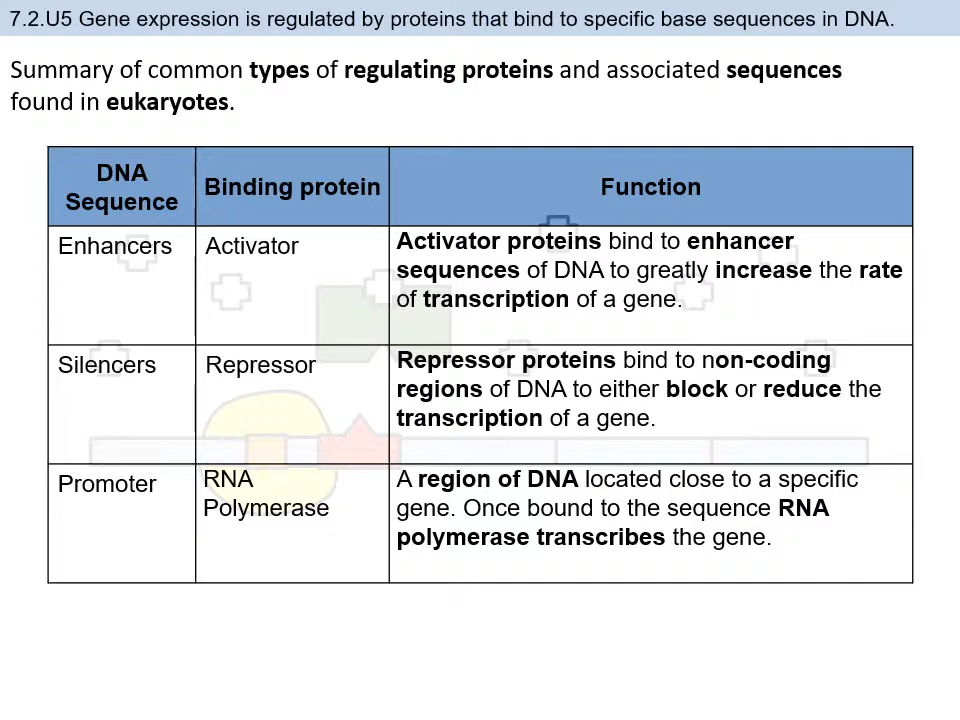 7.2.U5 Gene expression is regulated by proteins that bind to specific base sequences in DNA.
Summary of common types of regulating proteins and associated sequences
found in eukaryotes.
DNA
Sequence
Binding protein
Function
Enhancers
Activator
Activator proteins bind to enhancer
sequences of DNA to greatly increase the rate
of transcription of a gene.
Silencers
Repressor
Repressor proteins bind to non-coding
regions of DNA to either block or reduce the
transcription of a gene.
Promoter
RNA
Polymerase
A region of DNA located close to a specific
gene. Once bound to the sequence RNA
polymerase transcribes the gene.